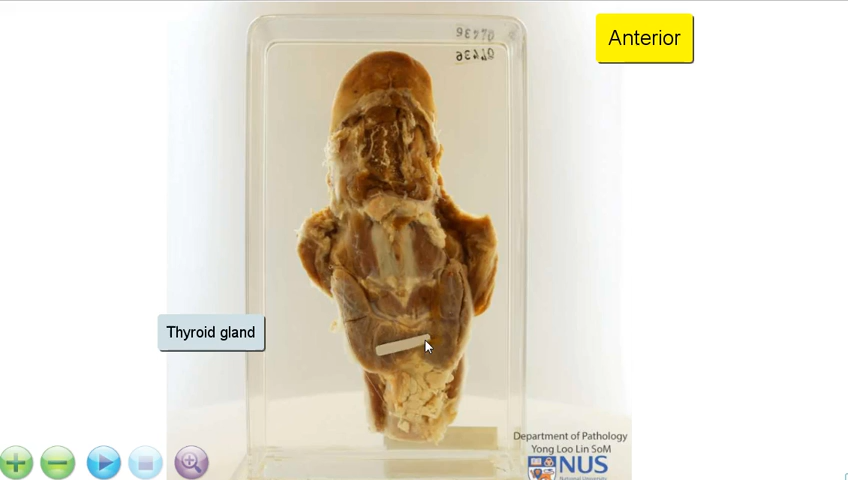 Anterior
Thyroid gland
Department of Pathology
Yong Loo Lin SoM
NUS